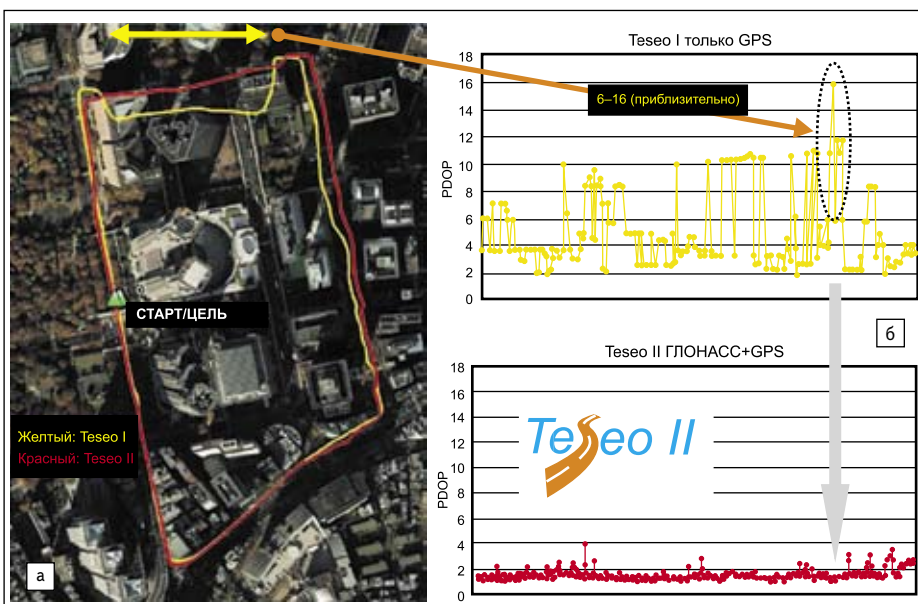 СТАРТ/ЦЕЛЬ
Желтый: Teseo I
Красный: Teseo II
а
Teseo I только GPS
6–16 (приблизительно)
PDOP
18
16
14
12
10
8
6
4
2
0
б
Teseo II ГЛОНАСС+GPS
Teseo II
PDOP
18
16
14
12
10
8
6
4
2
0